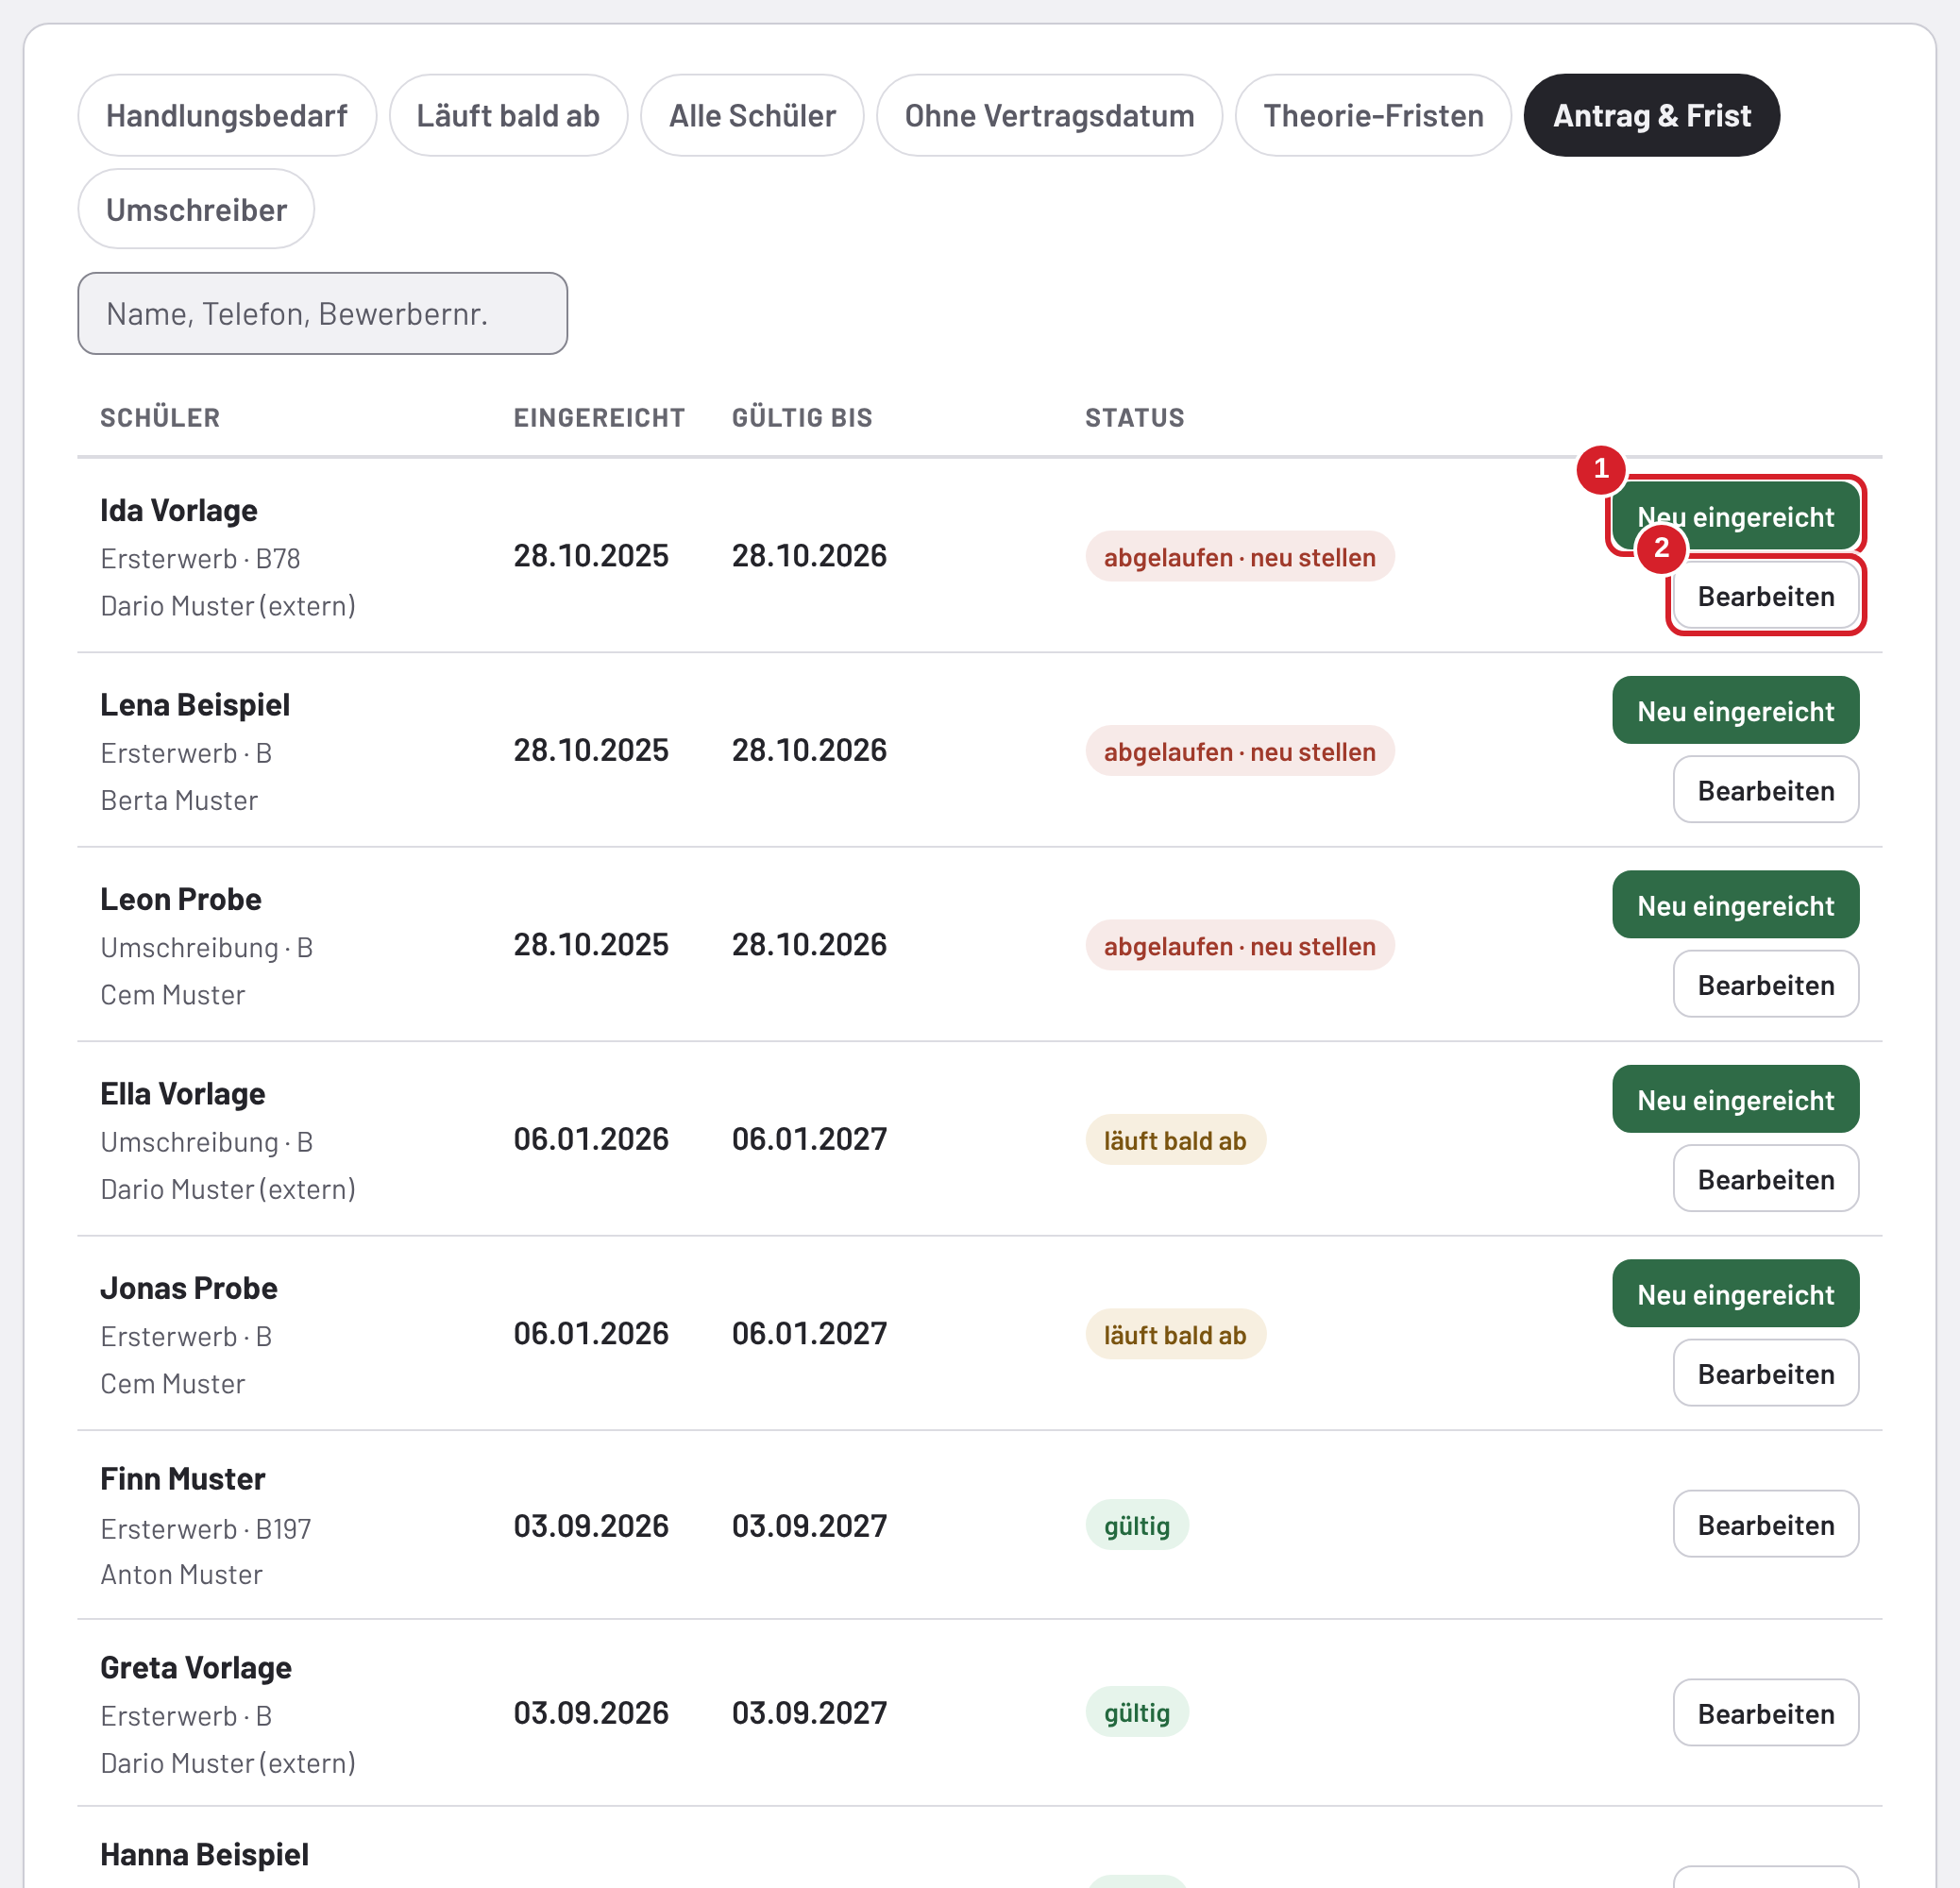 Handlungsbedarf Läuft bald ab Alle Schüler Ohne Vertragsdatum Theorie-Fristen Antrag & Frist
Umschreiber
Name, Telefon, Bewerbernr.
SCHÜLER EINGEREICHT GÜLTIG BIS STATUS
1
Ida Vorlage
Ersterwerb · B78
Dario Muster (extern)
28.10.2025 28.10.2026 abgelaufen · neu stellen
Neu eingereicht
2
Bearbeiten
Lena Beispiel
Ersterwerb · B
Berta Muster
28.10.2025 28.10.2026 abgelaufen · neu stellen
Neu eingereicht
Bearbeiten
Leon Probe
Umschreibung · B
Cem Muster
28.10.2025 28.10.2026 abgelaufen · neu stellen
Neu eingereicht
Bearbeiten
Ella Vorlage
Umschreibung · B
Dario Muster (extern)
06.01.2026 06.01.2027 läuft bald ab
Neu eingereicht
Bearbeiten
Jonas Probe
Ersterwerb · B
Cem Muster
06.01.2026 06.01.2027 läuft bald ab
Neu eingereicht
Bearbeiten
Finn Muster
Ersterwerb · B197
Anton Muster
03.09.2026 03.09.2027 gültig
Bearbeiten
Greta Vorlage
Ersterwerb · B
Dario Muster (extern)
03.09.2026 03.09.2027 gültig
Bearbeiten
Hanna Beispiel